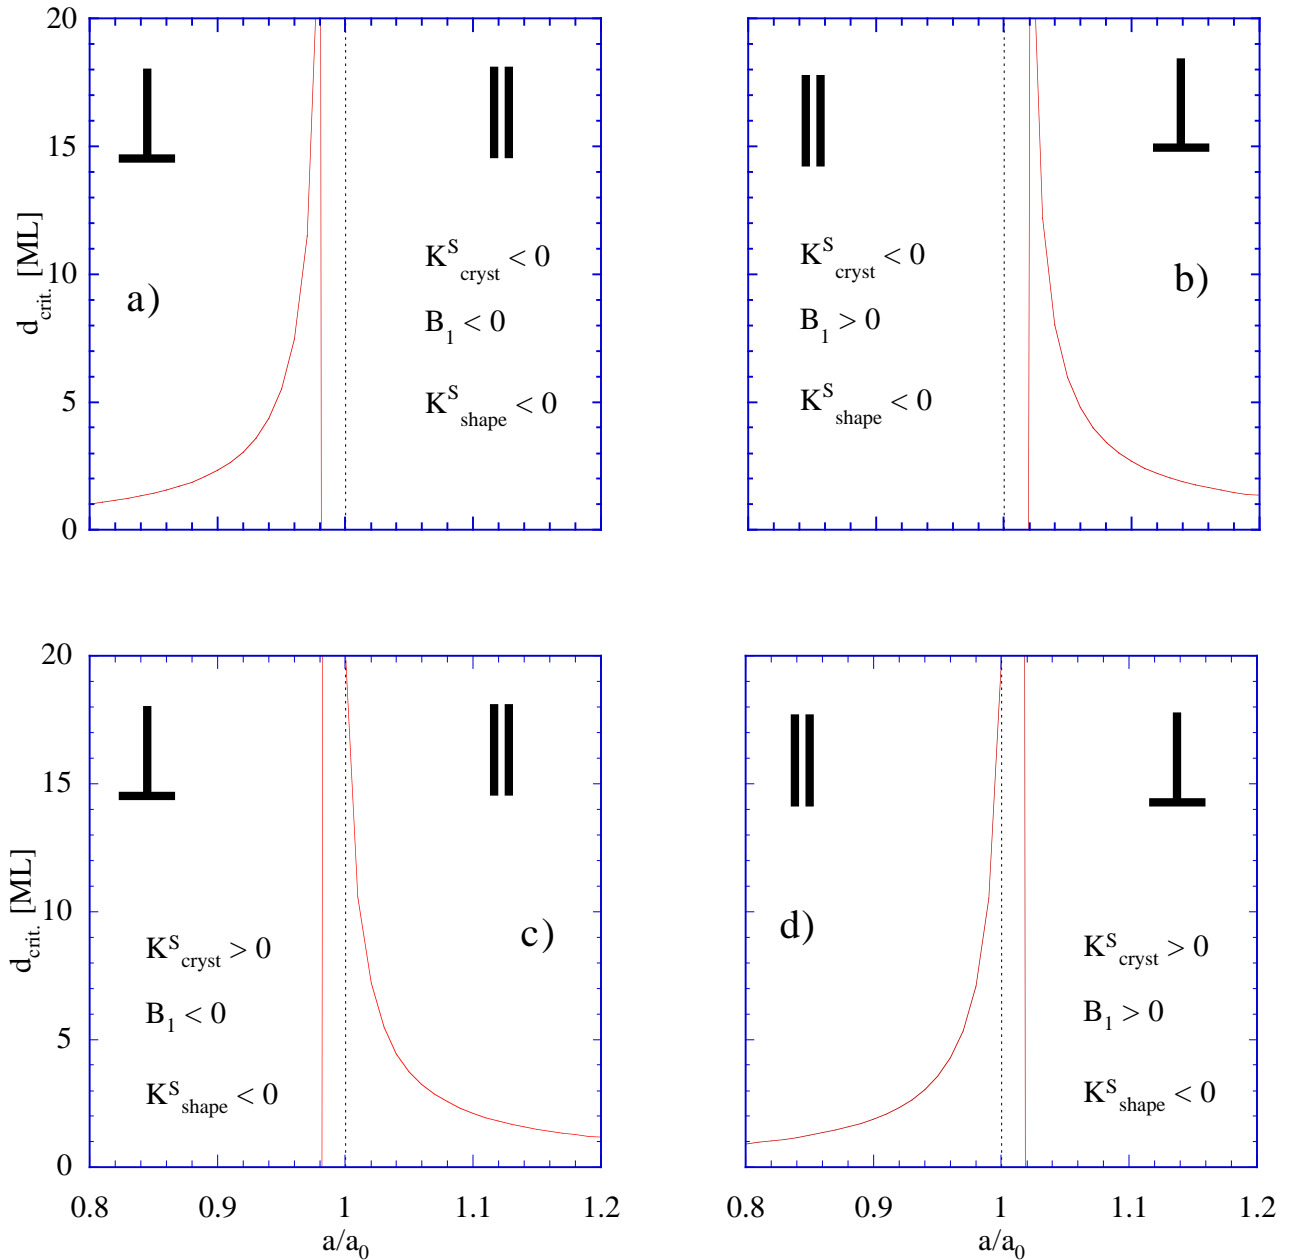 20
15
10
5
0
d_crit. [ML]
a)
K^S_cryst < 0
B_1 < 0
K^S_shape < 0
b)
K^S_cryst < 0
B_1 > 0
K^S_shape < 0
20
15
10
5
0
d_crit. [ML]
c)
K^S_cryst > 0
B_1 < 0
K^S_shape < 0
0.8 0.9 1 1.1 1.2
a/a_0
d)
K^S_cryst > 0
B_1 > 0
K^S_shape < 0
0.8 0.9 1 1.1 1.2
a/a_0